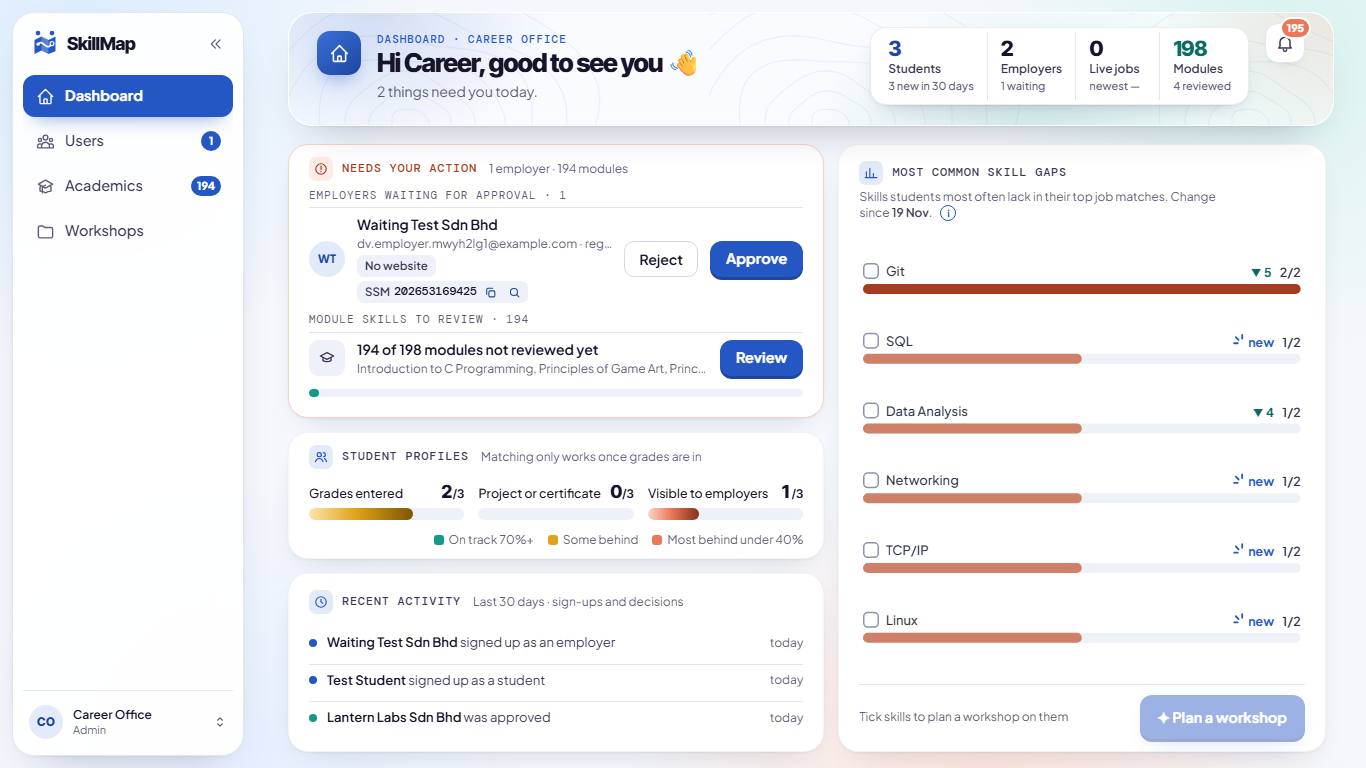 SkillMap
Dashboard
Users 1
Academics 194
Workshops
CO
Career Office
Admin
DASHBOARD · CAREER OFFICE
Hi Career, good to see you 👋
2 things need you today.
3
Students
3 new in 30 days
2
Employers
1 waiting
0
Live jobs
newest —
198
Modules
4 reviewed
195
NEEDS YOUR ACTION 1 employer · 194 modules
EMPLOYERS WAITING FOR APPROVAL · 1
WT
Waiting Test Sdn Bhd
dv.employer.mwyh2lg1@example.com · reg...
No website
SSM 202653169425
Reject
Approve
MODULE SKILLS TO REVIEW · 194
194 of 198 modules not reviewed yet
Introduction to C Programming, Principles of Game Art, Princ...
Review
STUDENT PROFILES Matching only works once grades are in
Grades entered 2/3
Project or certificate 0/3
Visible to employers 1/3
On track 70%+ Some behind Most behind under 40%
RECENT ACTIVITY Last 30 days · sign-ups and decisions
Waiting Test Sdn Bhd signed up as an employer today
Test Student signed up as a student today
Lantern Labs Sdn Bhd was approved today
MOST COMMON SKILL GAPS
Skills students most often lack in their top job matches. Change
since 19 Nov. i
Git ▼5 2/2
SQL new 1/2
Data Analysis ▼4 1/2
Networking new 1/2
TCP/IP new 1/2
Linux new 1/2
Tick skills to plan a workshop on them
Plan a workshop